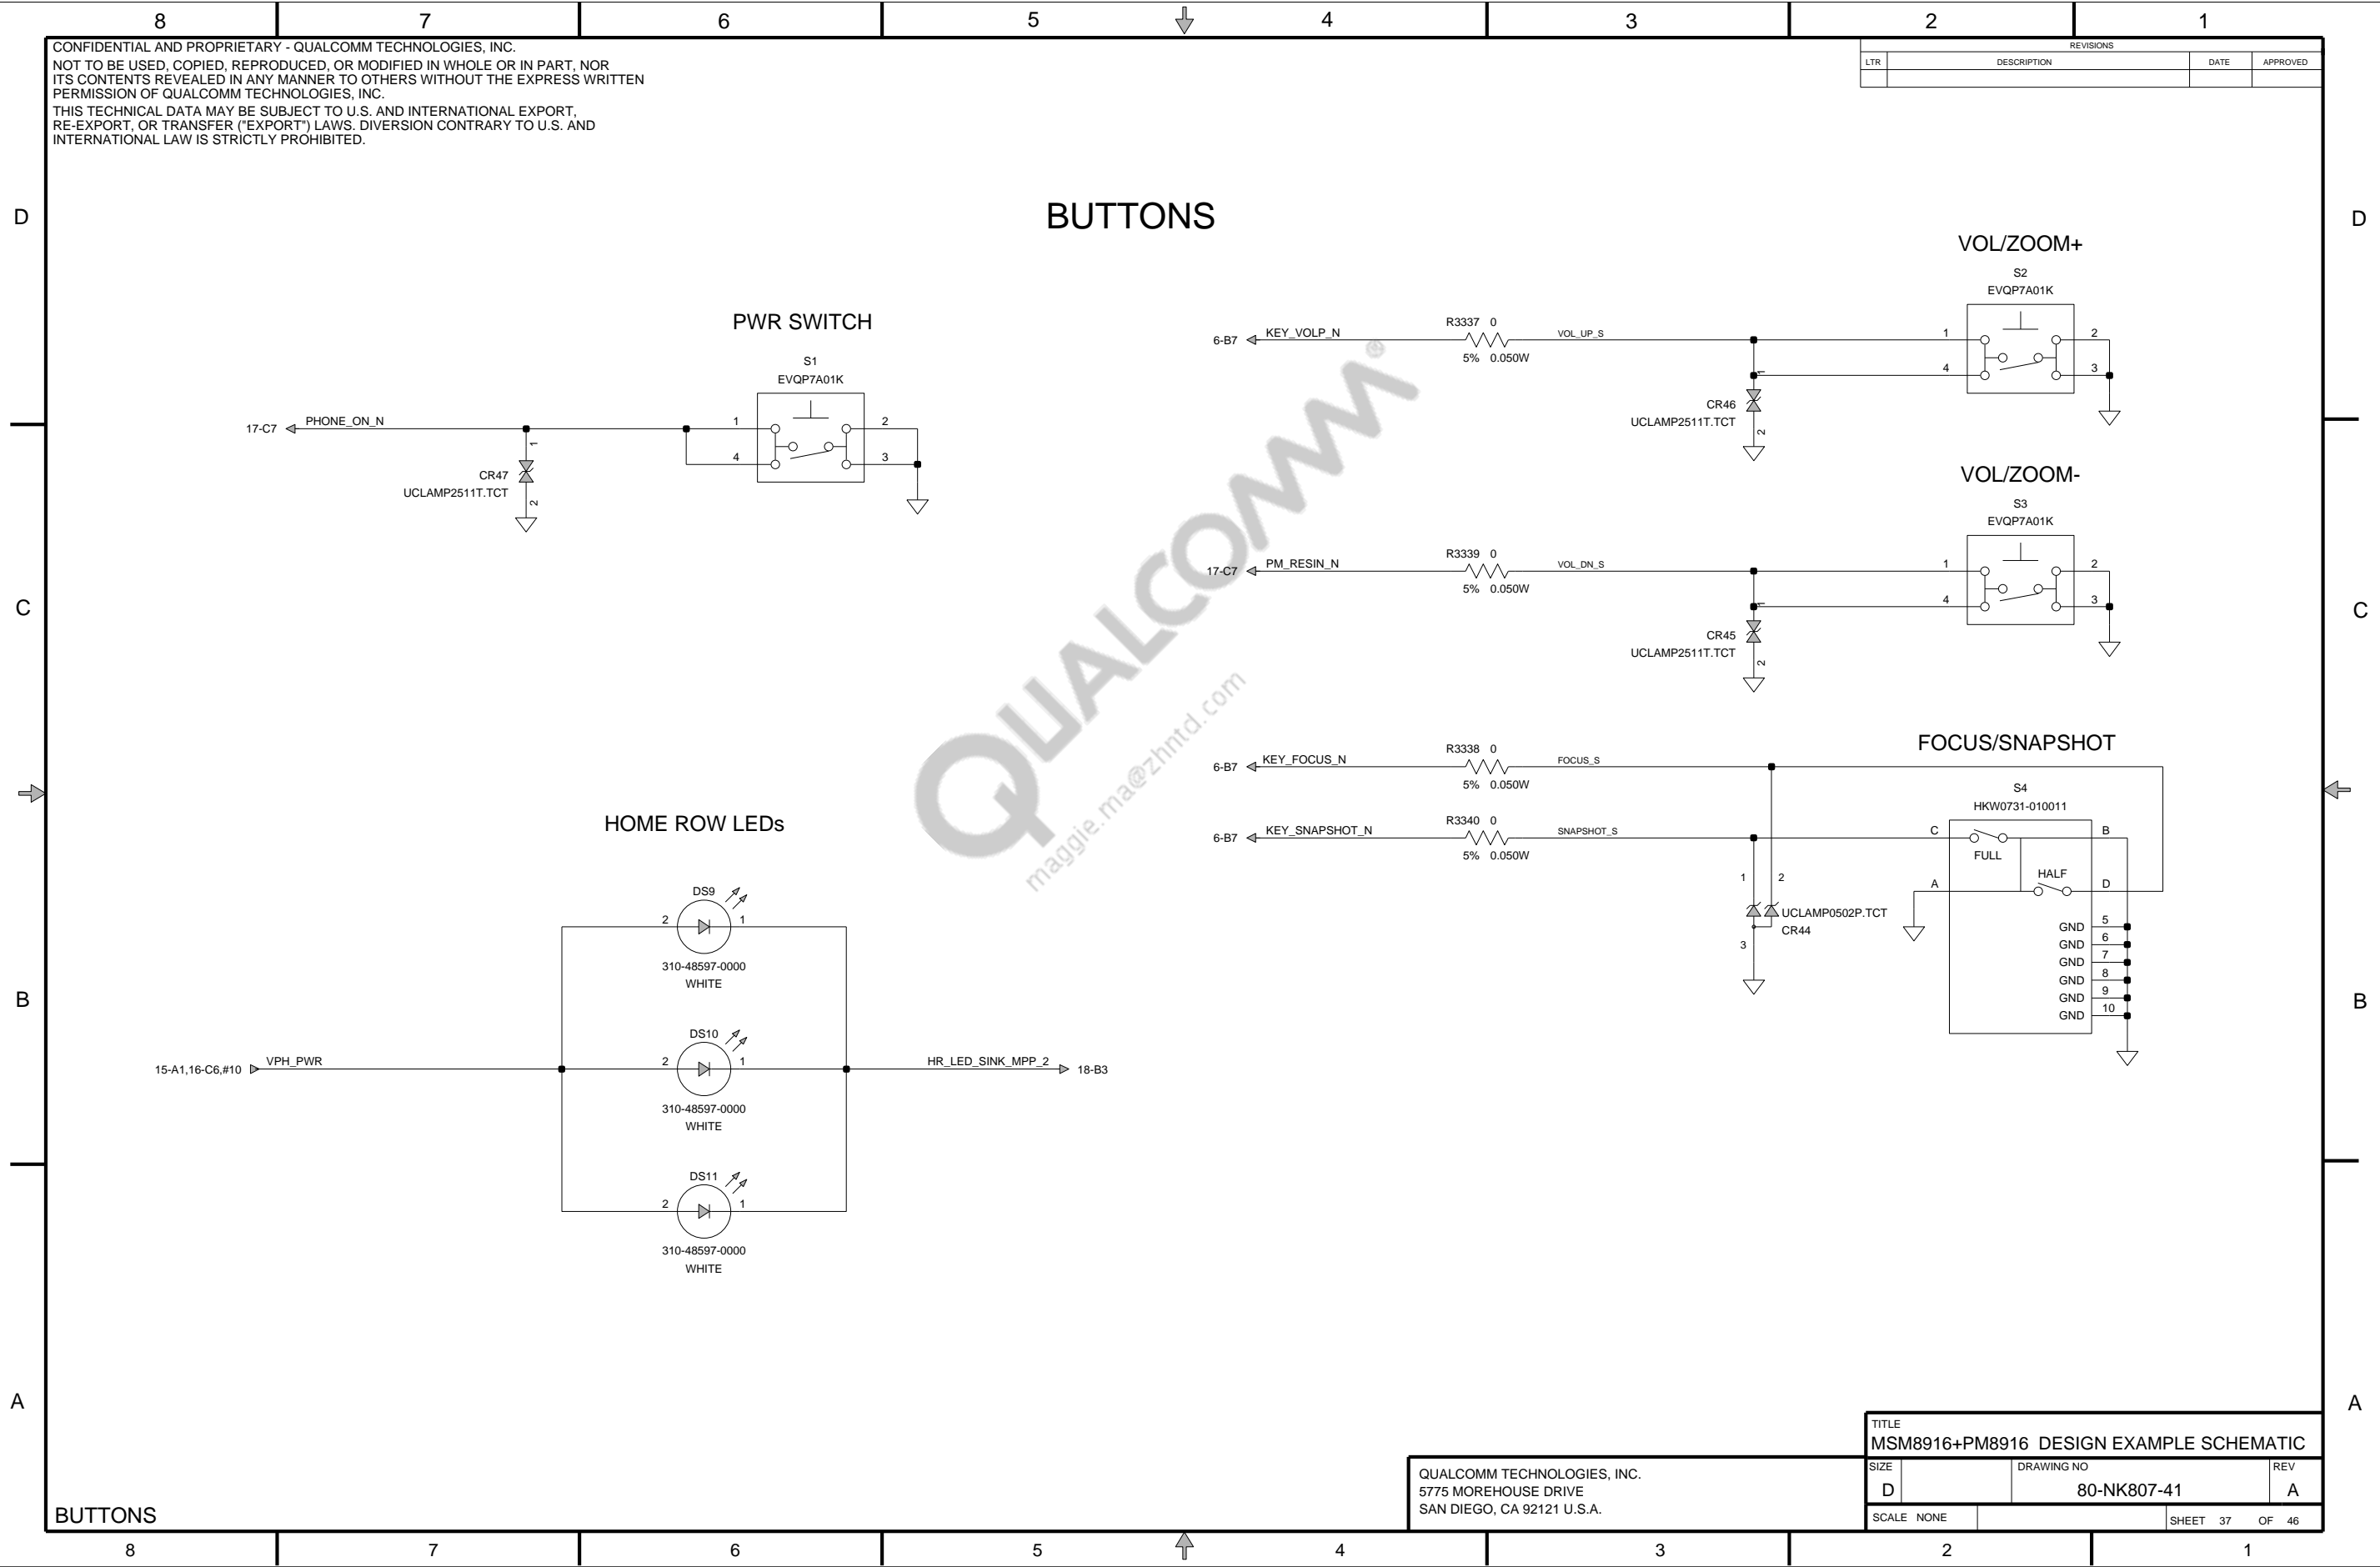 8 7 6 5 4 3 2 1
CONFIDENTIAL AND PROPRIETARY - QUALCOMM TECHNOLOGIES, INC.
NOT TO BE USED, COPIED, REPRODUCED, OR MODIFIED IN WHOLE OR IN PART, NOR
ITS CONTENTS REVEALED IN ANY MANNER TO OTHERS WITHOUT THE EXPRESS WRITTEN
PERMISSION OF QUALCOMM TECHNOLOGIES, INC.
THIS TECHNICAL DATA MAY BE SUBJECT TO U.S. AND INTERNATIONAL EXPORT,
RE-EXPORT, OR TRANSFER ("EXPORT") LAWS. DIVERSION CONTRARY TO U.S. AND
INTERNATIONAL LAW IS STRICTLY PROHIBITED.
REVISIONS
LTR DESCRIPTION DATE APPROVED
D D
BUTTONS
PWR SWITCH
S1
EVQP7A01K
17-C7 PHONE_ON_N
1 2
4 3
1
CR47
UCLAMP2511T.TCT
2
VOL/ZOOM+
S2
EVQP7A01K
6-B7 KEY_VOLP_N
R3337 0
5% 0.050W
VOL_UP_S
1 2
4 3
1
CR46
UCLAMP2511T.TCT
2
VOL/ZOOM-
S3
EVQP7A01K
17-C7 PM_RESIN_N
R3339 0
5% 0.050W
VOL_DN_S
1 2
4 3
1
CR45
UCLAMP2511T.TCT
2
C C
QUALCOMM®
maggie.ma@zhntd.com
FOCUS/SNAPSHOT
6-B7 KEY_FOCUS_N
R3338 0
5% 0.050W
FOCUS_S
S4
HKW0731-010011
6-B7 KEY_SNAPSHOT_N
R3340 0
5% 0.050W
SNAPSHOT_S
C B
FULL
HALF
A D
1 2
UCLAMP0502P.TCT
CR44
3
GND 5
GND 6
GND 7
GND 8
GND 9
GND 10
HOME ROW LEDs
DS9
2 1
310-48597-0000
WHITE
B B
DS10
15-A1,16-C6,#10 VPH_PWR
2 1
HR_LED_SINK_MPP_2 18-B3
310-48597-0000
WHITE
DS11
2 1
310-48597-0000
WHITE
A A
TITLE
MSM8916+PM8916 DESIGN EXAMPLE SCHEMATIC
QUALCOMM TECHNOLOGIES, INC.
5775 MOREHOUSE DRIVE
SAN DIEGO, CA 92121 U.S.A.
SIZE DRAWING NO REV
D 80-NK807-41 A
SCALE NONE SHEET 37 OF 46
BUTTONS
8 7 6 5 4 3 2 1